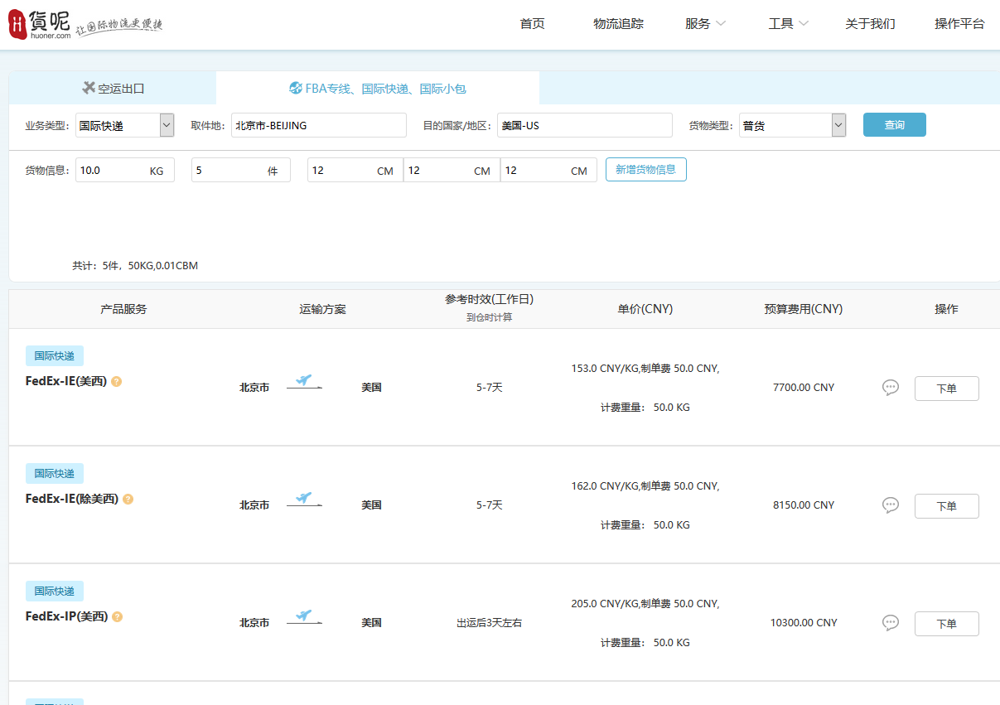 貨呢
huoner.com
让国际物流更便捷
首页 物流追踪 服务 工具 关于我们 操作平台
空运出口 FBA专线、国际快递、国际小包
业务类型: 国际快递 取件地: 北京市-BEIJING 目的国家/地区: 美国-US 货物类型: 普货 查询
货物信息: 10.0 KG 5 件 12 CM 12 CM 12 CM 新增货物信息
共计: 5件, 50KG,0.01CBM
产品服务 运输方案 参考时效(工作日) 单价(CNY) 预算费用(CNY) 操作
到仓时计算
国际快递
FedEx-IE(美西) ?
153.0 CNY/KG,制单费 50.0 CNY,
北京市 美国 5-7天 7700.00 CNY 下单
计费重量: 50.0 KG
国际快递
FedEx-IE(除美西) ?
162.0 CNY/KG,制单费 50.0 CNY,
北京市 美国 5-7天 8150.00 CNY 下单
计费重量: 50.0 KG
国际快递
FedEx-IP(美西) ?
205.0 CNY/KG,制单费 50.0 CNY,
北京市 美国 出运后3天左右 10300.00 CNY 下单
计费重量: 50.0 KG